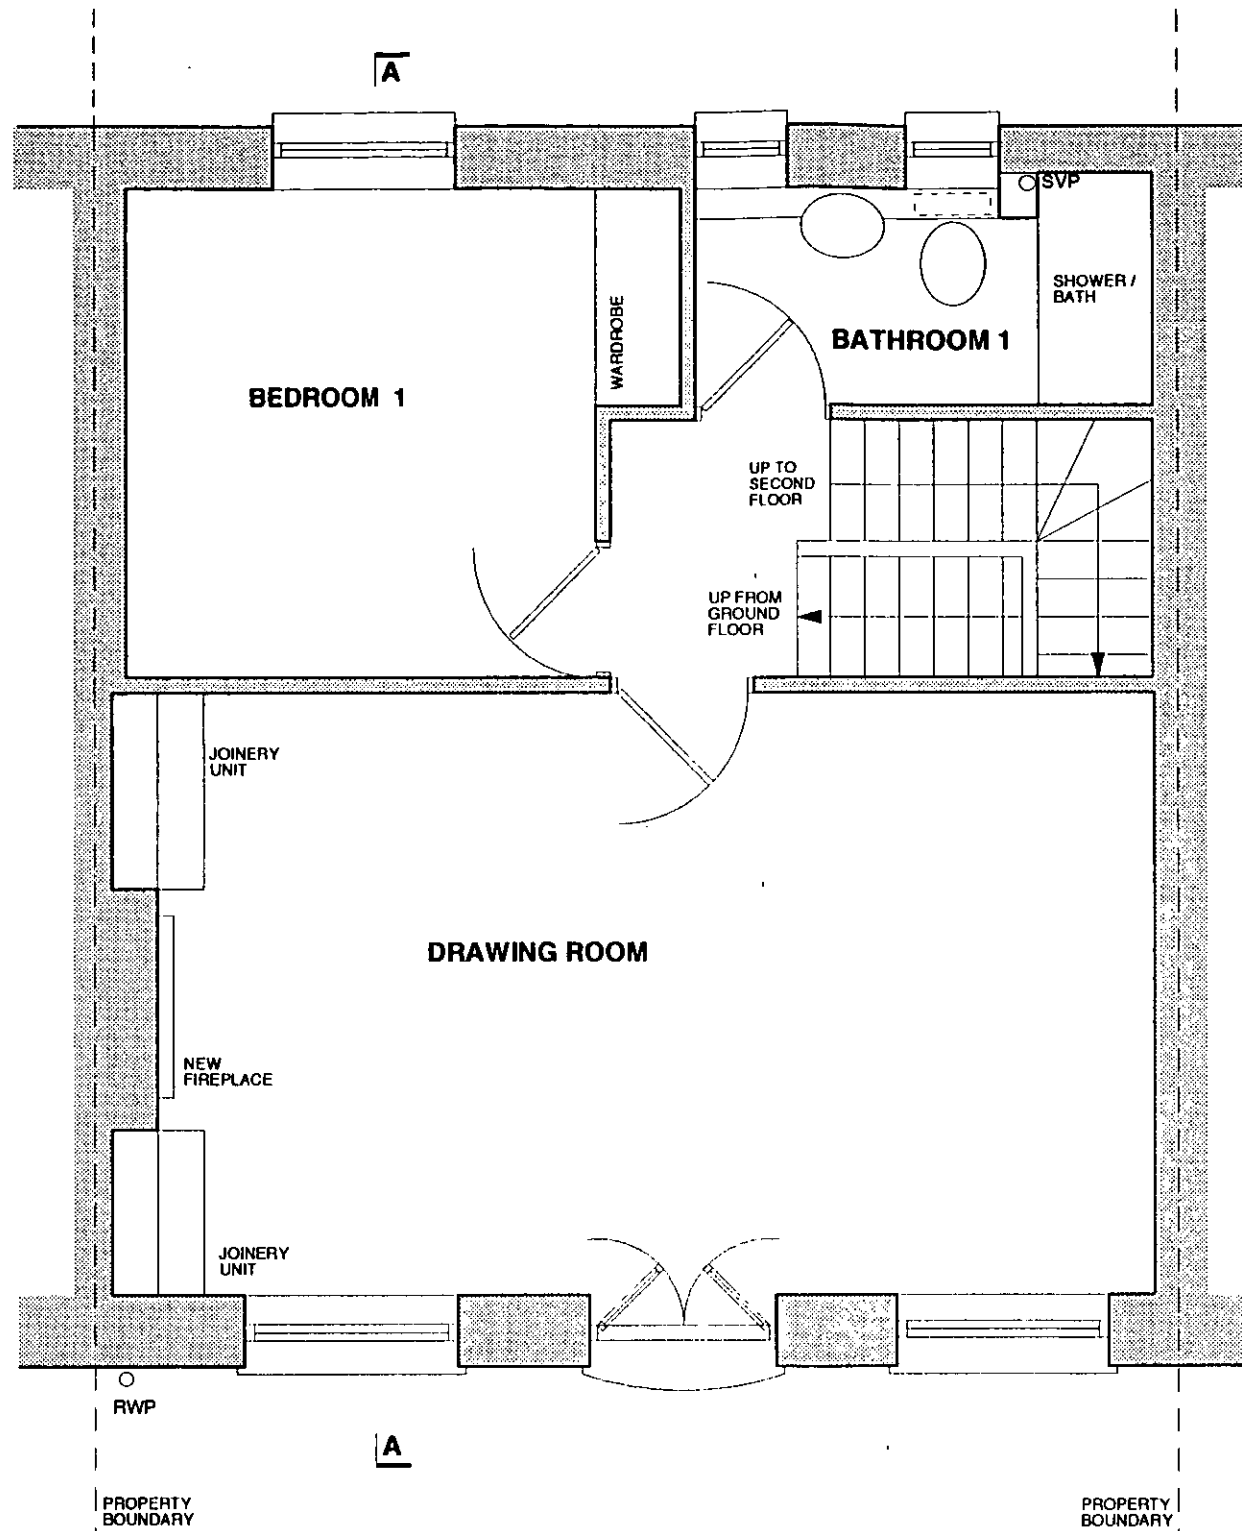 A
SVP
SHOWER /
BATH
WARDROBE
BATHROOM 1
BEDROOM 1
UP TO
SECOND
FLOOR
UP FROM
GROUND
FLOOR
JOINERY
UNIT
DRAWING ROOM
NEW
FIREPLACE
JOINERY
UNIT
RWP
A
PROPERTY
BOUNDARY
PROPERTY
BOUNDARY